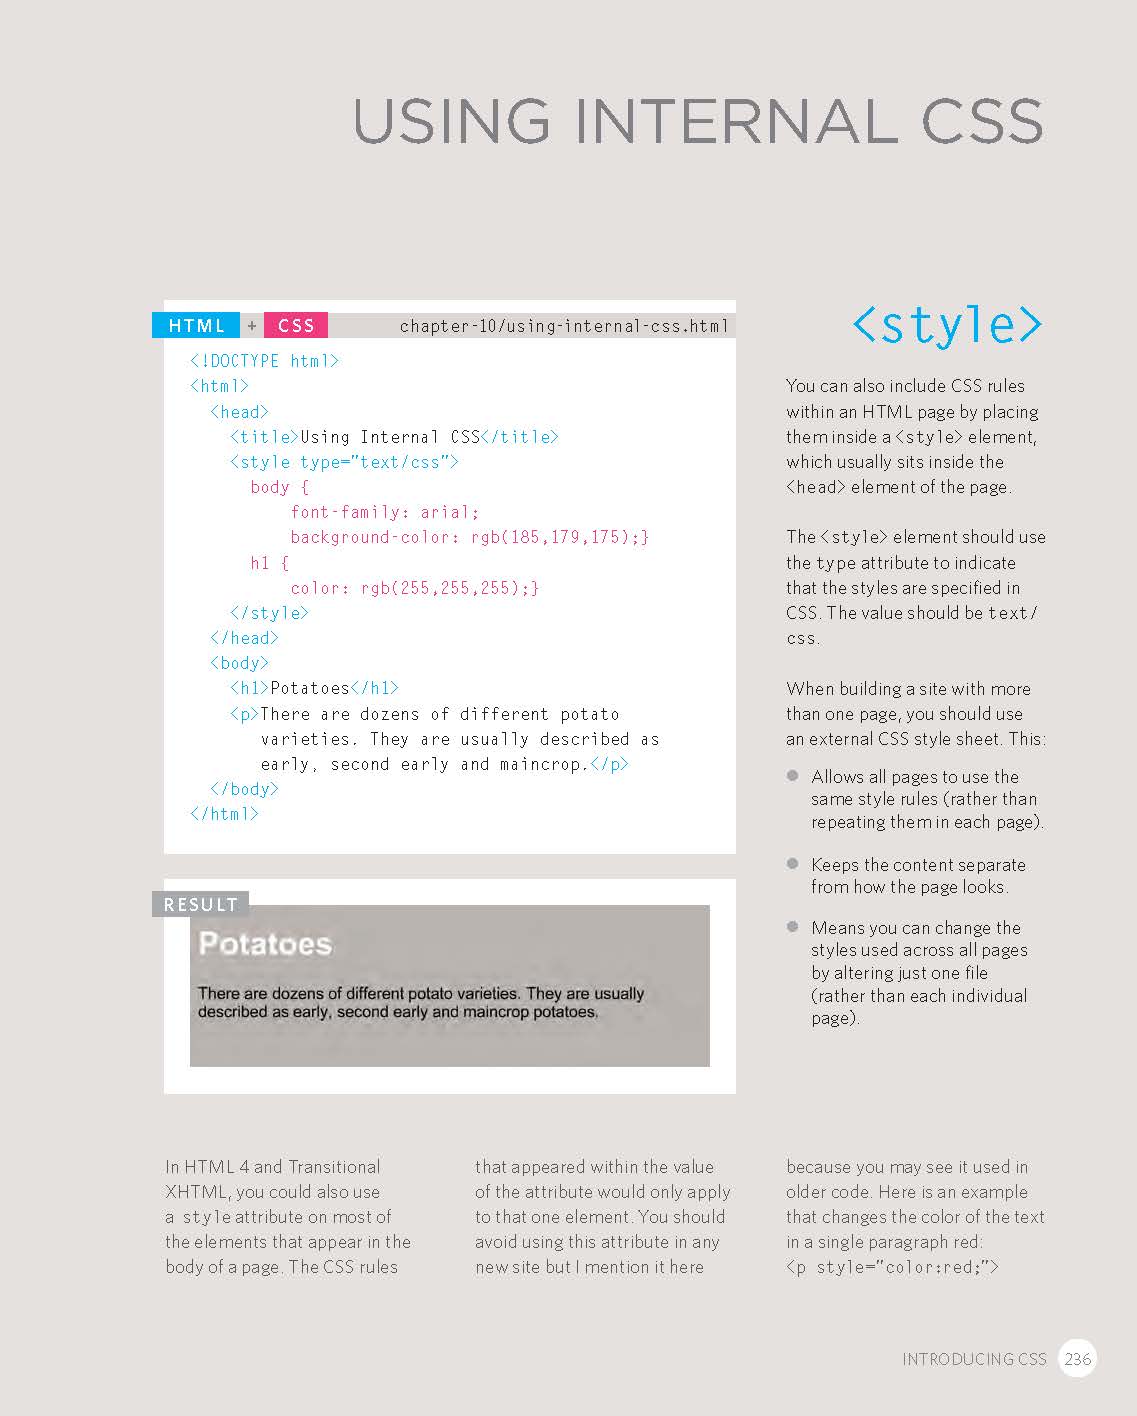 USING INTERNAL CSS
HTML + CSS chapter-10/using-internal-css.html
<!DOCTYPE html>
<html>
  <head>
    <title>Using Internal CSS</title>
    <style type="text/css">
      body {
          font-family: arial;
          background-color: rgb(185,179,175);}
      h1 {
          color: rgb(255,255,255);}
    </style>
  </head>
  <body>
    <h1>Potatoes</h1>
    <p>There are dozens of different potato
       varieties. They are usually described as
       early, second early and maincrop.</p>
  </body>
</html>
RESULT
Potatoes
There are dozens of different potato varieties. They are usually
described as early, second early and maincrop potatoes.
<style>
You can also include CSS rules
within an HTML page by placing
them inside a <style> element,
which usually sits inside the
<head> element of the page.
The <style> element should use
the type attribute to indicate
that the styles are specified in
CSS. The value should be text/
css.
When building a site with more
than one page, you should use
an external CSS style sheet. This:
● Allows all pages to use the
same style rules (rather than
repeating them in each page).
● Keeps the content separate
from how the page looks.
● Means you can change the
styles used across all pages
by altering just one file
(rather than each individual
page).
In HTML 4 and Transitional
XHTML, you could also use
a style attribute on most of
the elements that appear in the
body of a page. The CSS rules
that appeared within the value
of the attribute would only apply
to that one element. You should
avoid using this attribute in any
new site but I mention it here
because you may see it used in
older code. Here is an example
that changes the color of the text
in a single paragraph red:
<p style="color:red;">
INTRODUCING CSS 236